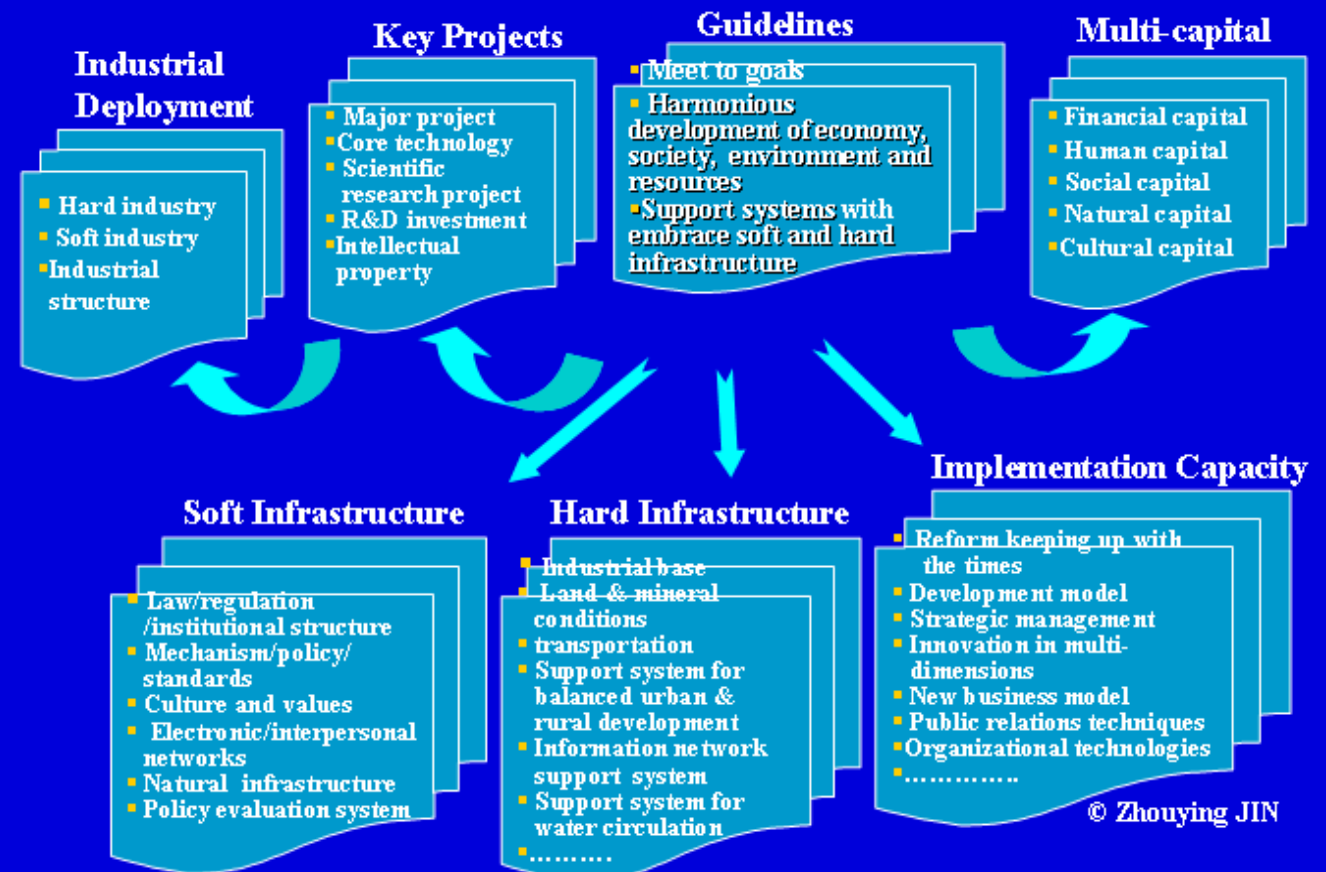 Industrial
Deployment
▪ Hard industry
▪ Soft industry
▪Industrial
structure
Key Projects
▪ Major project
▪Core technology
▪ Scientific
research project
▪ R&D investment
▪Intellectual
property
Guidelines
▪ Meet to goals
▪ Harmonious
development of economy,
society, environment and
resources
▪Support systems with
embrace soft and hard
infrastructure
Multi-capital
▪ Financial capital
▪ Human capital
▪ Social capital
▪ Natural capital
▪Cultural capital
Soft Infrastructure
▪ Law/regulation
/institutional structure
▪ Mechanism/policy/
standards
▪ Culture and values
▪ Electronic/interpersonal
networks
▪ Natural infrastructure
▪ Policy evaluation system
Hard Infrastructure
▪ Industrial base
▪ Land & mineral
conditions
▪ transportation
▪ Support system for
balanced urban &
rural development
▪ Information network
support system
▪ Support system for
water circulation
▪……….
Implementation Capacity
▪ Reform keeping up with
the times
▪ Development model
▪ Strategic management
▪ Innovation in multi-
dimensions
▪ New business model
▪ Public relations techniques
▪Organizational technologies
▪…………..
© Zhouying JIN